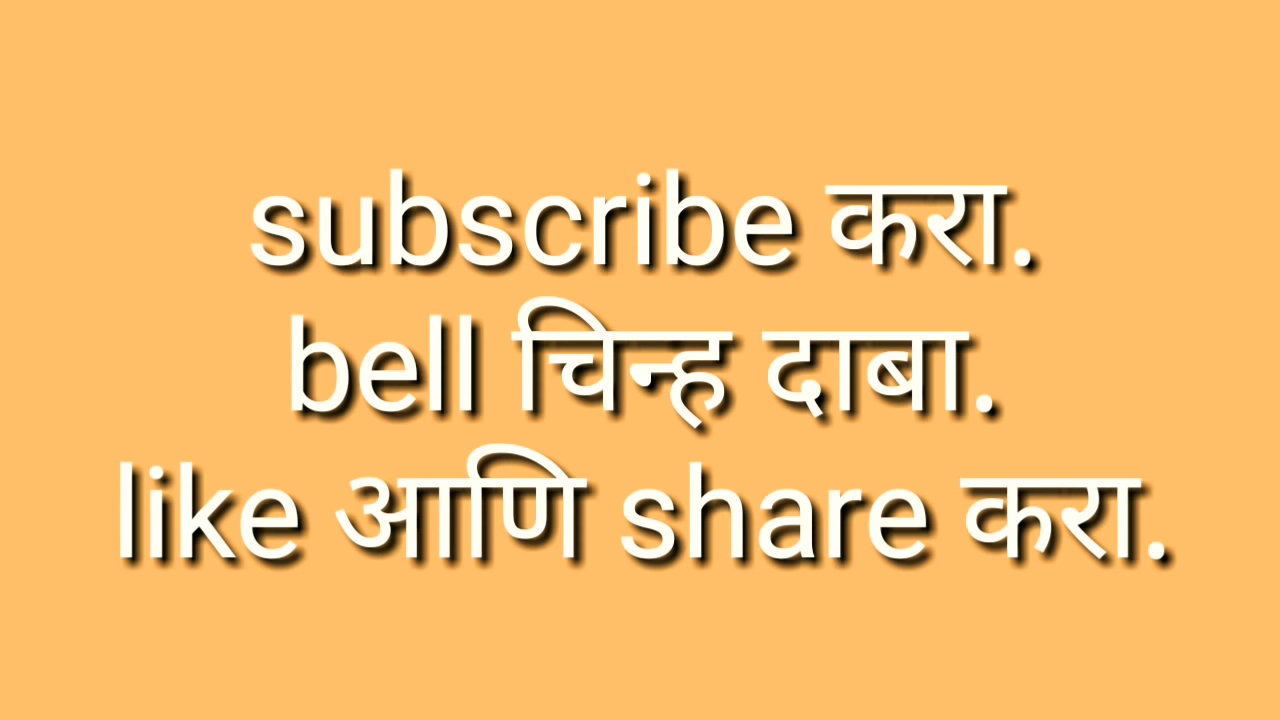 subscribe करा.
bell चिन्ह दाबा.
like आणि share करा.